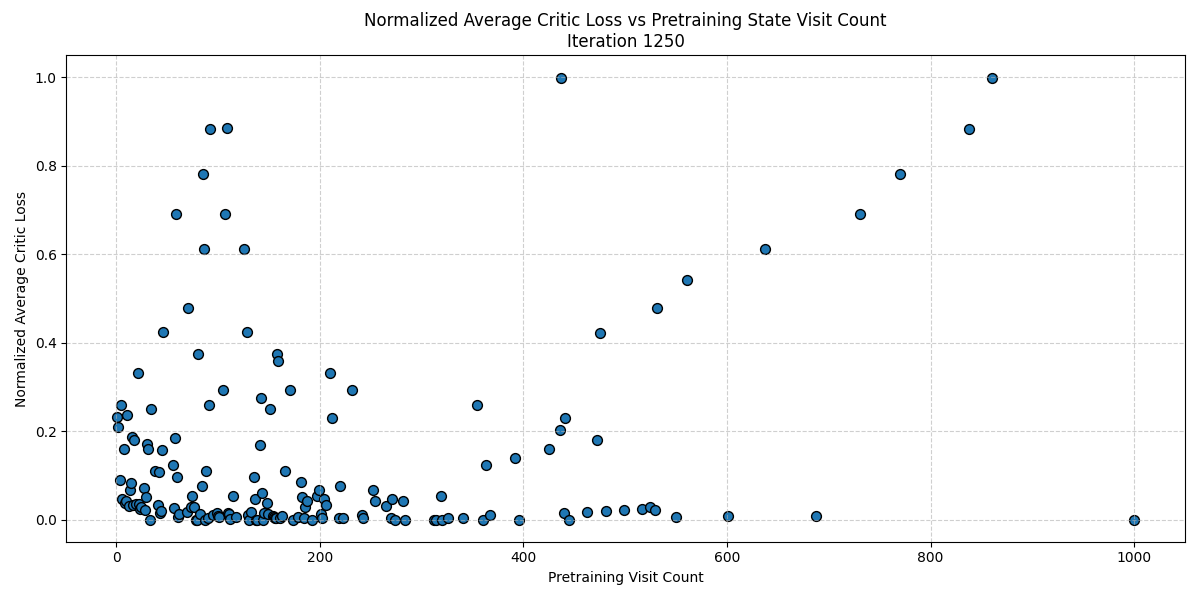 Normalized Average Critic Loss vs Pretraining State Visit Count
Iteration 1250
Normalized Average Critic Loss
1.0
0.8
0.6
0.4
0.2
0.0
0 200 400 600 800 1000
Pretraining Visit Count